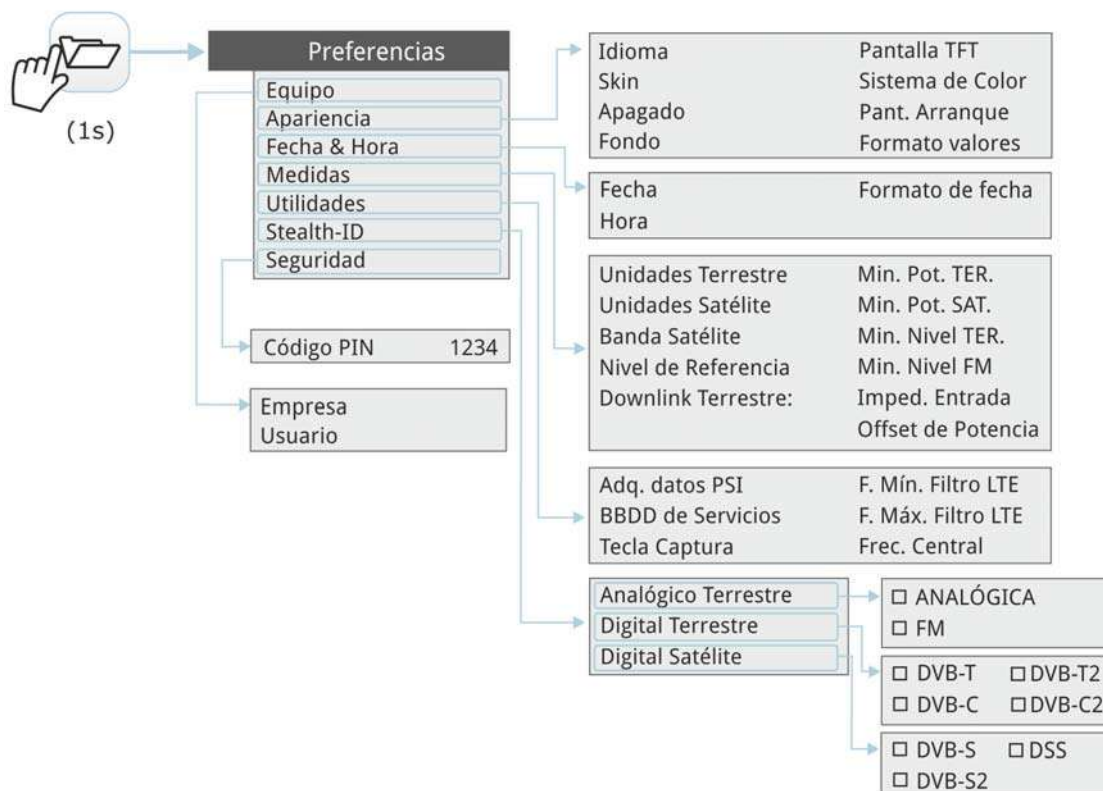 (1s)
Preferencias
Equipo
Apariencia
Fecha & Hora
Medidas
Utilidades
Stealth-ID
Seguridad
Código PIN 1234
Empresa
Usuario
Idioma Pantalla TFT
Skin Sistema de Color
Apagado Pant. Arranque
Fondo Formato valores
Fecha Formato de fecha
Hora
Unidades Terrestre Min. Pot. TER.
Unidades Satélite Min. Pot. SAT.
Banda Satélite Min. Nivel TER.
Nivel de Referencia Min. Nivel FM
Downlink Terrestre: Imped. Entrada
Offset de Potencia
Adq. datos PSI F. Mín. Filtro LTE
BBDD de Servicios F. Máx. Filtro LTE
Tecla Captura Frec. Central
Analógico Terrestre
Digital Terrestre
Digital Satélite
ANALÓGICA
FM
DVB-T DVB-T2
DVB-C DVB-C2
DVB-S DSS
DVB-S2